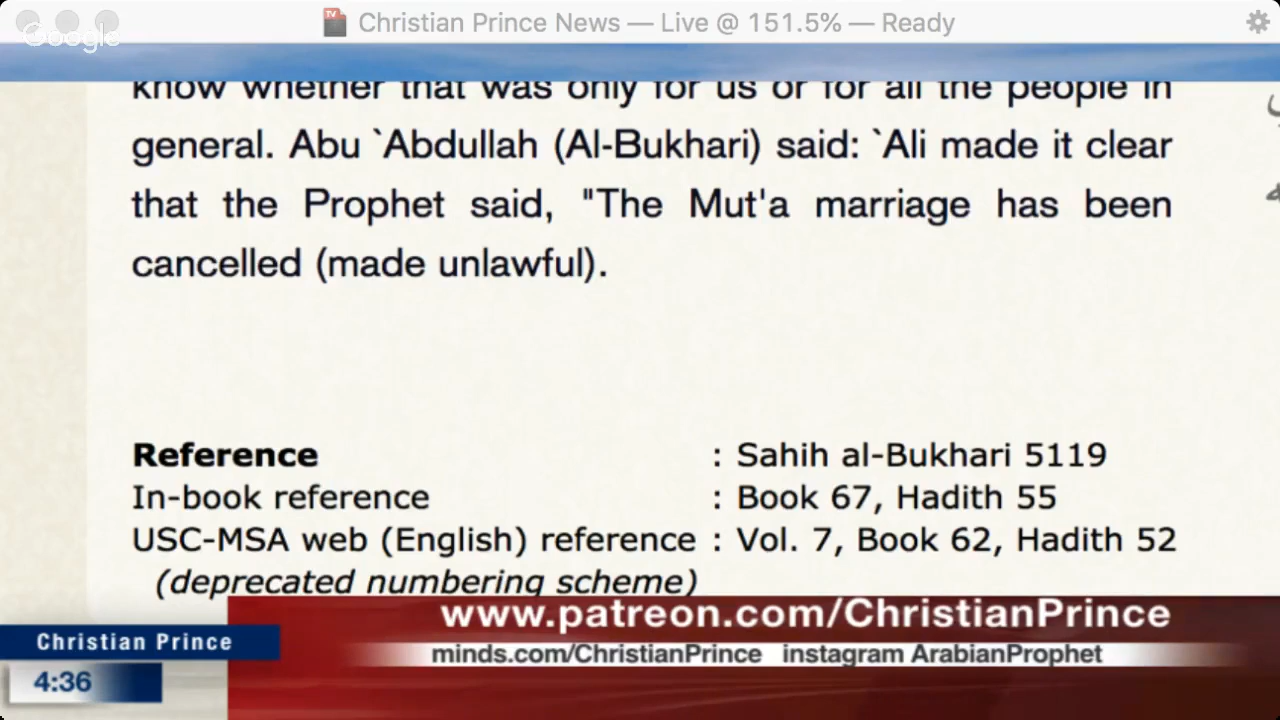 Christian Prince News — Live @ 151.5% — Ready
Google
know whether that was only for us or for all the people in
general. Abu `Abdullah (Al-Bukhari) said: `Ali made it clear
that the Prophet said, "The Mut'a marriage has been
cancelled (made unlawful).
Reference : Sahih al-Bukhari 5119
In-book reference : Book 67, Hadith 55
USC-MSA web (English) reference : Vol. 7, Book 62, Hadith 52
(deprecated numbering scheme)
www.patreon.com/ChristianPrince
Christian Prince
minds.com/ChristianPrince instagram ArabianProphet
4:36